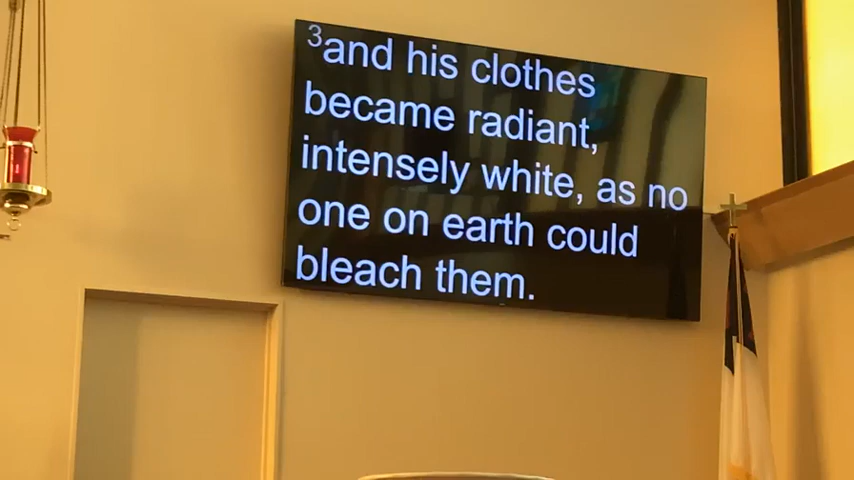 3and his clothes
became radiant,
intensely white, as no
one on earth could
bleach them.